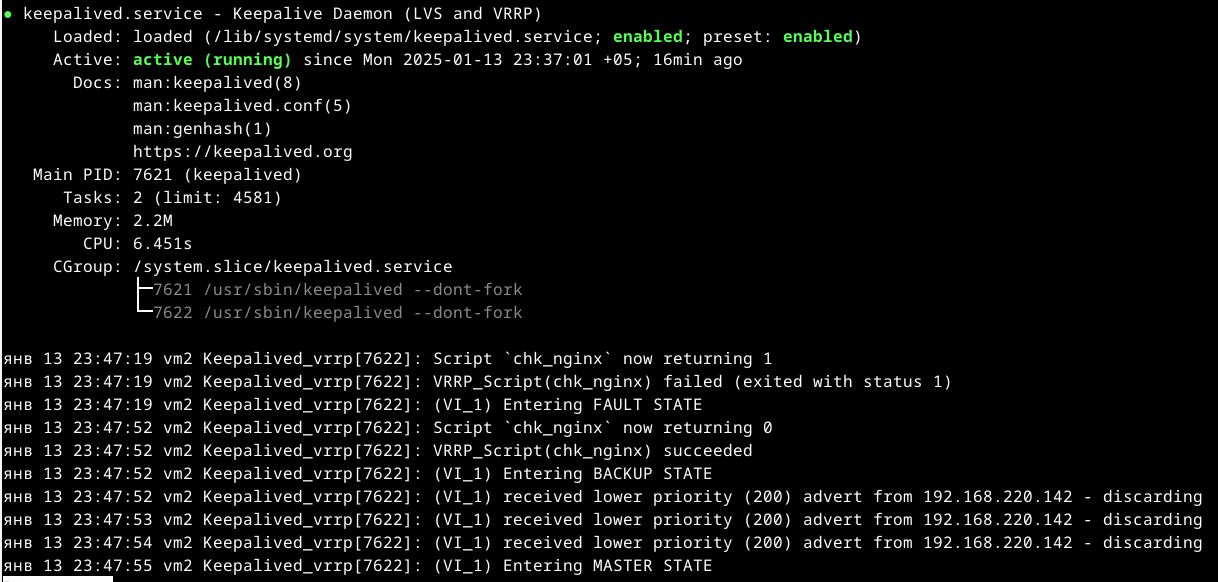 ● keepalived.service - Keepalive Daemon (LVS and VRRP)
Loaded: loaded (/lib/systemd/system/keepalived.service; enabled; preset: enabled)
Active: active (running) since Mon 2025-01-13 23:37:01 +05; 16min ago
Docs: man:keepalived(8)
man:keepalived.conf(5)
man:genhash(1)
https://keepalived.org
Main PID: 7621 (keepalived)
Tasks: 2 (limit: 4581)
Memory: 2.2M
CPU: 6.451s
CGroup: /system.slice/keepalived.service
├─7621 /usr/sbin/keepalived --dont-fork
└─7622 /usr/sbin/keepalived --dont-fork
янв 13 23:47:19 vm2 Keepalived_vrrp[7622]: Script `chk_nginx` now returning 1
янв 13 23:47:19 vm2 Keepalived_vrrp[7622]: VRRP_Script(chk_nginx) failed (exited with status 1)
янв 13 23:47:19 vm2 Keepalived_vrrp[7622]: (VI_1) Entering FAULT STATE
янв 13 23:47:52 vm2 Keepalived_vrrp[7622]: Script `chk_nginx` now returning 0
янв 13 23:47:52 vm2 Keepalived_vrrp[7622]: VRRP_Script(chk_nginx) succeeded
янв 13 23:47:52 vm2 Keepalived_vrrp[7622]: (VI_1) Entering BACKUP STATE
янв 13 23:47:52 vm2 Keepalived_vrrp[7622]: (VI_1) received lower priority (200) advert from 192.168.220.142 - discarding
янв 13 23:47:53 vm2 Keepalived_vrrp[7622]: (VI_1) received lower priority (200) advert from 192.168.220.142 - discarding
янв 13 23:47:54 vm2 Keepalived_vrrp[7622]: (VI_1) received lower priority (200) advert from 192.168.220.142 - discarding
янв 13 23:47:55 vm2 Keepalived_vrrp[7622]: (VI_1) Entering MASTER STATE